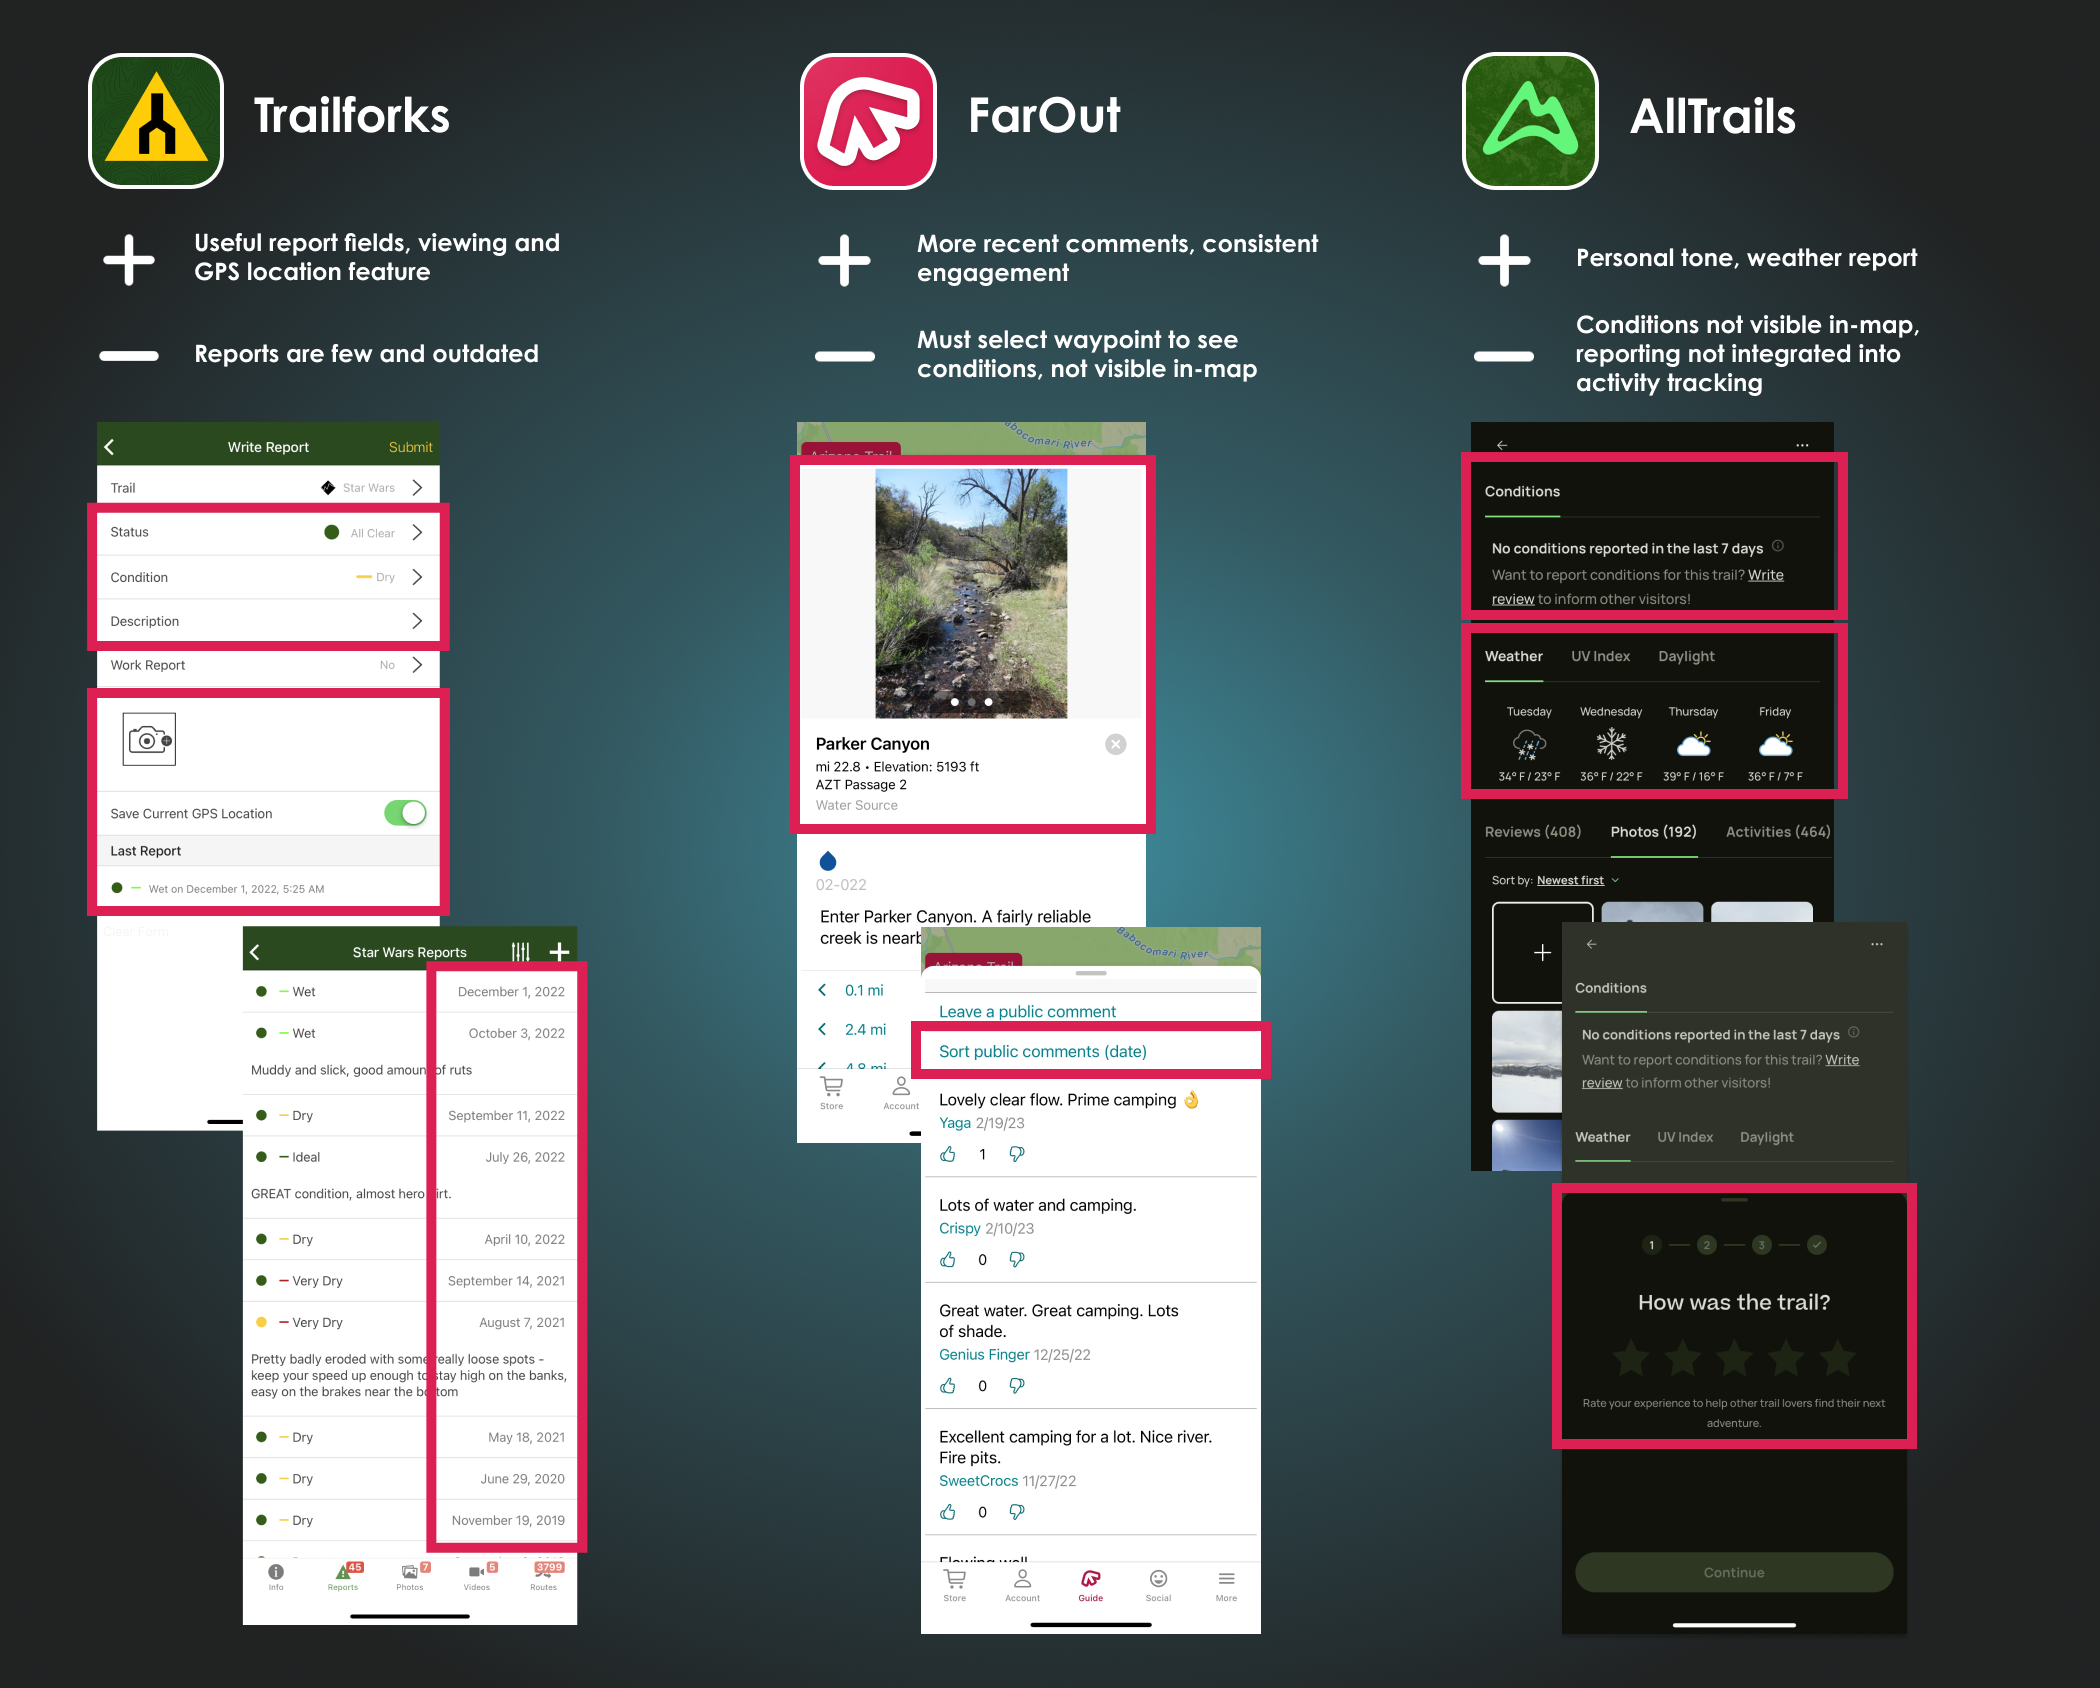 Trailforks
Useful report fields, viewing and
GPS location feature
Reports are few and outdated
Write Report
Submit
Trail
Star Wars
Status
All Clear
Condition
Dry
Description
Work Report
No
Save Current GPS Location
Last Report
Wet on December 1, 2022, 5:25 AM
Clear Form
Star Wars Reports
Wet
December 1, 2022
Wet
October 3, 2022
Muddy and slick, good amount of ruts
Dry
September 11, 2022
Ideal
July 26, 2022
GREAT condition, almost hero dirt.
Dry
April 10, 2022
Very Dry
September 14, 2021
Very Dry
August 7, 2021
Pretty badly eroded with some really loose spots -
keep your speed up enough to stay high on the banks,
easy on the brakes near the bottom
Dry
May 18, 2021
Dry
June 29, 2020
Dry
November 19, 2019
45
7
5
3799
Info
Reports
Photos
Videos
Routes
FarOut
More recent comments, consistent
engagement
Must select waypoint to see
conditions, not visible in-map
Babocomari River
Arizona Trail
Parker Canyon
mi 22.8 • Elevation: 5193 ft
AZT Passage 2
Water Source
02-022
Enter Parker Canyon. A fairly reliable
creek is nearb
0.1 mi
2.4 mi
4.8 mi
Store
Account
Babocomari River
Arizona Trail
Leave a public comment
Sort public comments (date)
Lovely clear flow. Prime camping 👌
Yaga 2/19/23
1
Lots of water and camping.
Crispy 2/10/23
0
Great water. Great camping. Lots
of shade.
Genius Finger 12/25/22
0
Excellent camping for a lot. Nice river.
Fire pits.
SweetCrocs 11/27/22
0
Flowing well
Store
Account
Guide
Social
More
AllTrails
Personal tone, weather report
Conditions not visible in-map,
reporting not integrated into
activity tracking
Conditions
No conditions reported in the last 7 days
Want to report conditions for this trail? Write
review to inform other visitors!
Weather
UV Index
Daylight
Tuesday
Wednesday
Thursday
Friday
34° F / 23° F
36° F / 22° F
39° F / 16° F
36° F / 7° F
Reviews (408)
Photos (192)
Activities (464)
Sort by: Newest first
Conditions
No conditions reported in the last 7 days
Want to report conditions for this trail? Write
review to inform other visitors!
Weather
UV Index
Daylight
1
2
3
How was the trail?
Rate your experience to help other trail lovers find their next
adventure.
Continue